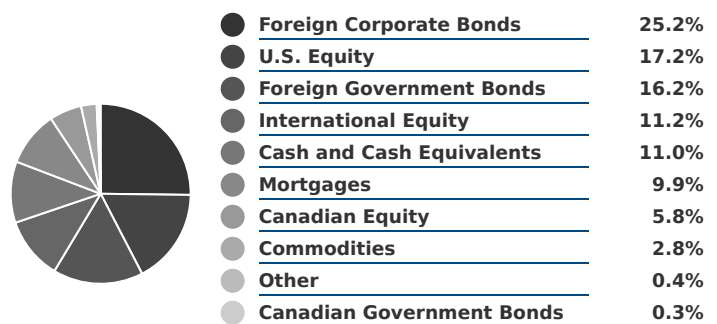 Foreign Corporate Bonds 25.2%
U.S. Equity 17.2%
Foreign Government Bonds 16.2%
International Equity 11.2%
Cash and Cash Equivalents 11.0%
Mortgages 9.9%
Canadian Equity 5.8%
Commodities 2.8%
Other 0.4%
Canadian Government Bonds 0.3%